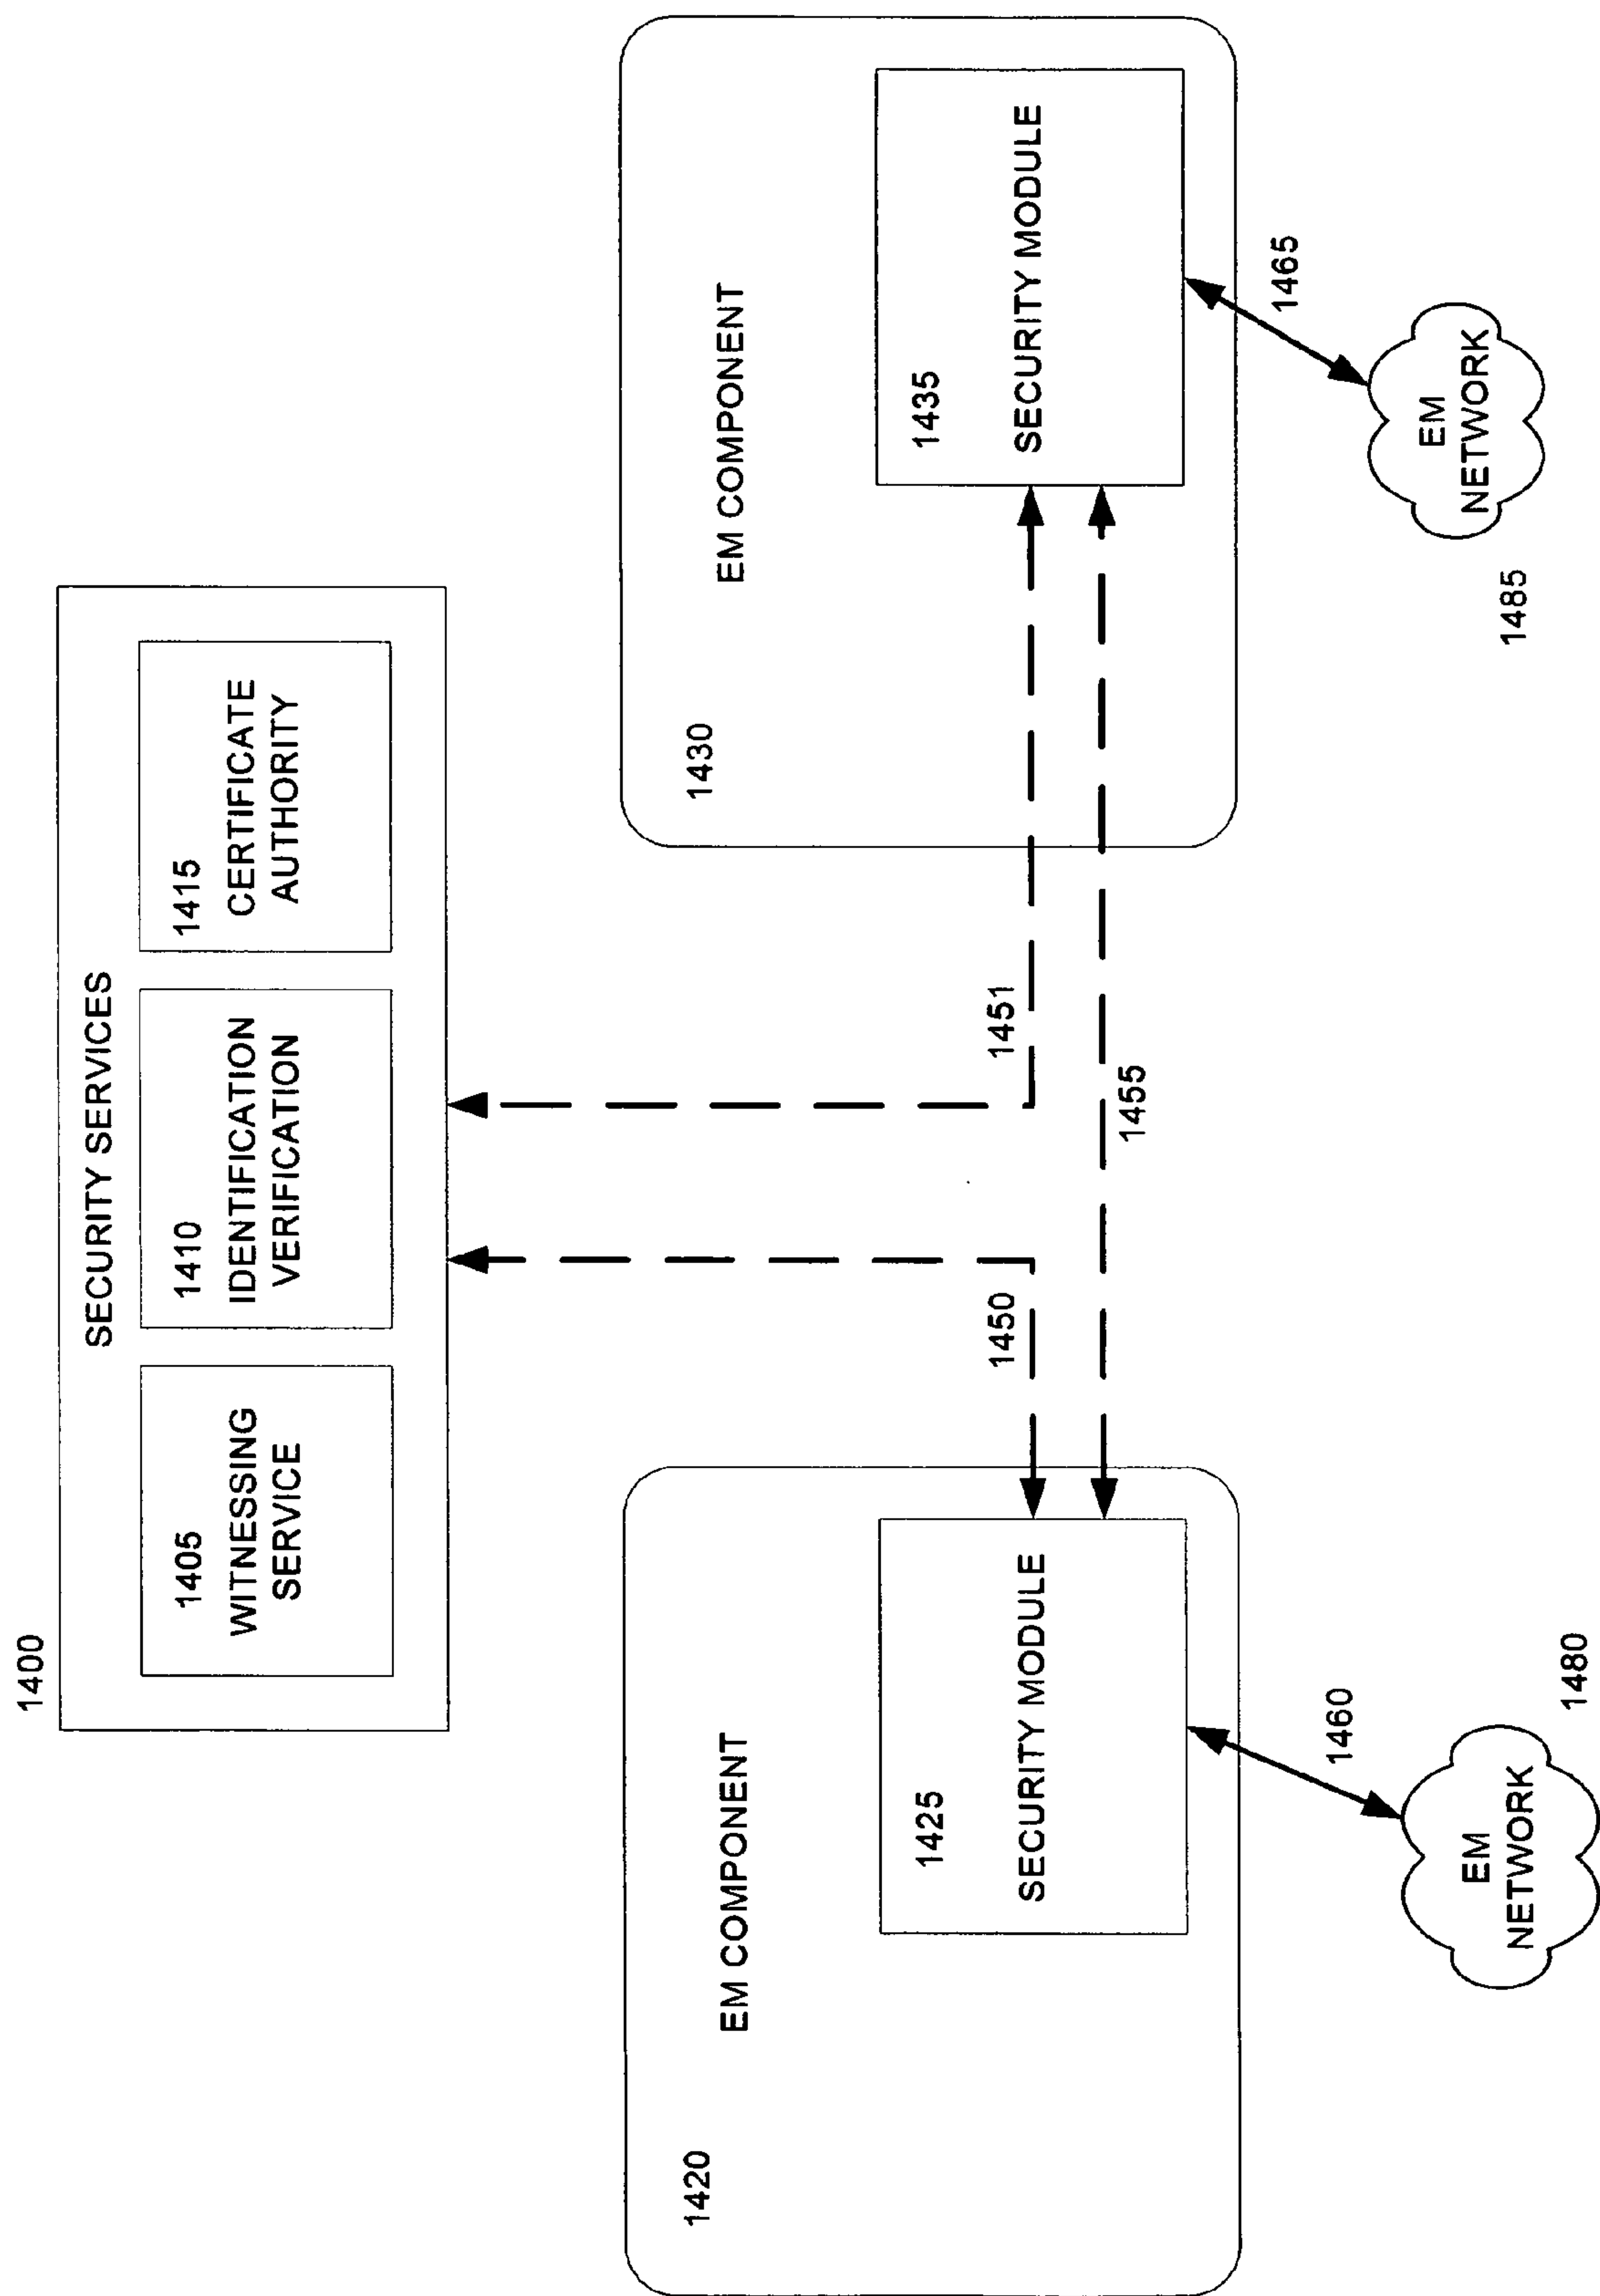 1400
SECURITY SERVICES
1405
WITNESSING
SERVICE
1410
IDENTIFICATION
VERIFICATION
1415
CERTIFICATE
AUTHORITY
1420
EM COMPONENT
1425
SECURITY MODULE
1450
1451
1455
1430
EM COMPONENT
1435
SECURITY MODULE
1460
EM
NETWORK
1480
1465
EM
NETWORK
1485